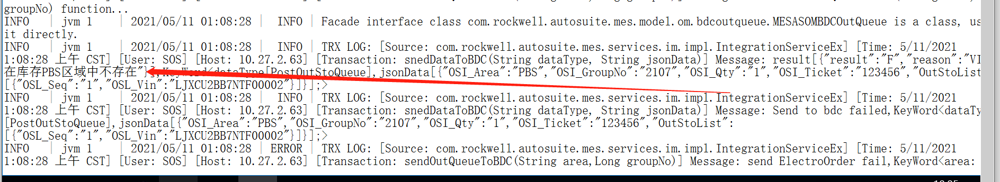 groupNo) function...
INFO | jvm 1 | 2021/05/11 01:08:28 | INFO | Facade interface class com.rockwell.autosuite.mes.model.om.bdcoutqueue.MESASOMBDCOutQueue is a class, us
it directly.
INFO | jvm 1 | 2021/05/11 01:08:28 | INFO | TRX LOG: [Source: com.rockwell.autosuite.mes.services.im.impl.IntegrationServiceEx] [Time: 5/11/2021
1:08:28 上午 CST] [User: SOS] [Host: 10.27.2.63] [Transaction: snedDataToBDC(String dataType, String jsonData)] Message: result[{"result":"F","reason":"VI
在库存PBS区域中不存在"}],KeyWord<dataType[PostOutStoQueue],jsonData[{"OSI_Area":"PBS","OSI_GroupNo":"2107","OSI_Qty":"1","OSI_Ticket":"123456","OutStoList
[{"OSL_Seq":"1","OSL_Vin":"LJXCU2BB7NTF00002"}]}];>
INFO | jvm 1 | 2021/05/11 01:08:28 | INFO | TRX LOG: [Source: com.rockwell.autosuite.mes.services.im.impl.IntegrationServiceEx] [Time: 5/11/2021
1:08:28 上午 CST] [User: SOS] [Host: 10.27.2.63] [Transaction: snedDataToBDC(String dataType, String jsonData)] Message: Send to bdc failed,KeyWord<dataTy
[PostOutStoQueue],jsonData[{"OSI_Area":"PBS","OSI_GroupNo":"2107","OSI_Qty":"1","OSI_Ticket":"123456","OutStoList":
[{"OSL_Seq":"1","OSL_Vin":"LJXCU2BB7NTF00002"}]}];>
INFO | jvm 1 | 2021/05/11 01:08:28 | ERROR | TRX LOG: [Source: com.rockwell.autosuite.mes.services.im.impl.IntegrationServiceEx] [Time: 5/11/2021
1:08:28 上午 CST] [User: SOS] [Host: 10.27.2.63] [Transaction: sendOutQueueToBDC(String area,Long groupNo)] Message: send ElectroOrder fail,KeyWord<area: